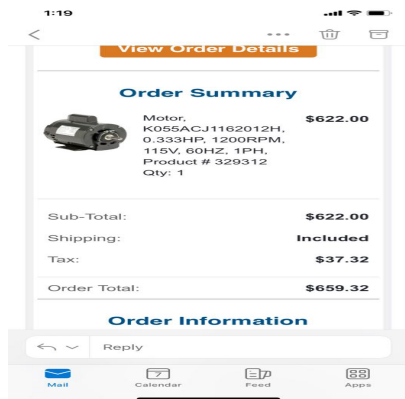 1:19
View Order Details
Order Summary
Motor,
K055ACJ1162012H,
0.333HP, 1200RPM,
115V, 60HZ, 1PH,
Product # 329312
Qty: 1
$622.00
Sub-Total: $622.00
Shipping: Included
Tax: $37.32
Order Total: $659.32
Order Information
Reply
Mail
7
Calendar
Feed
Apps